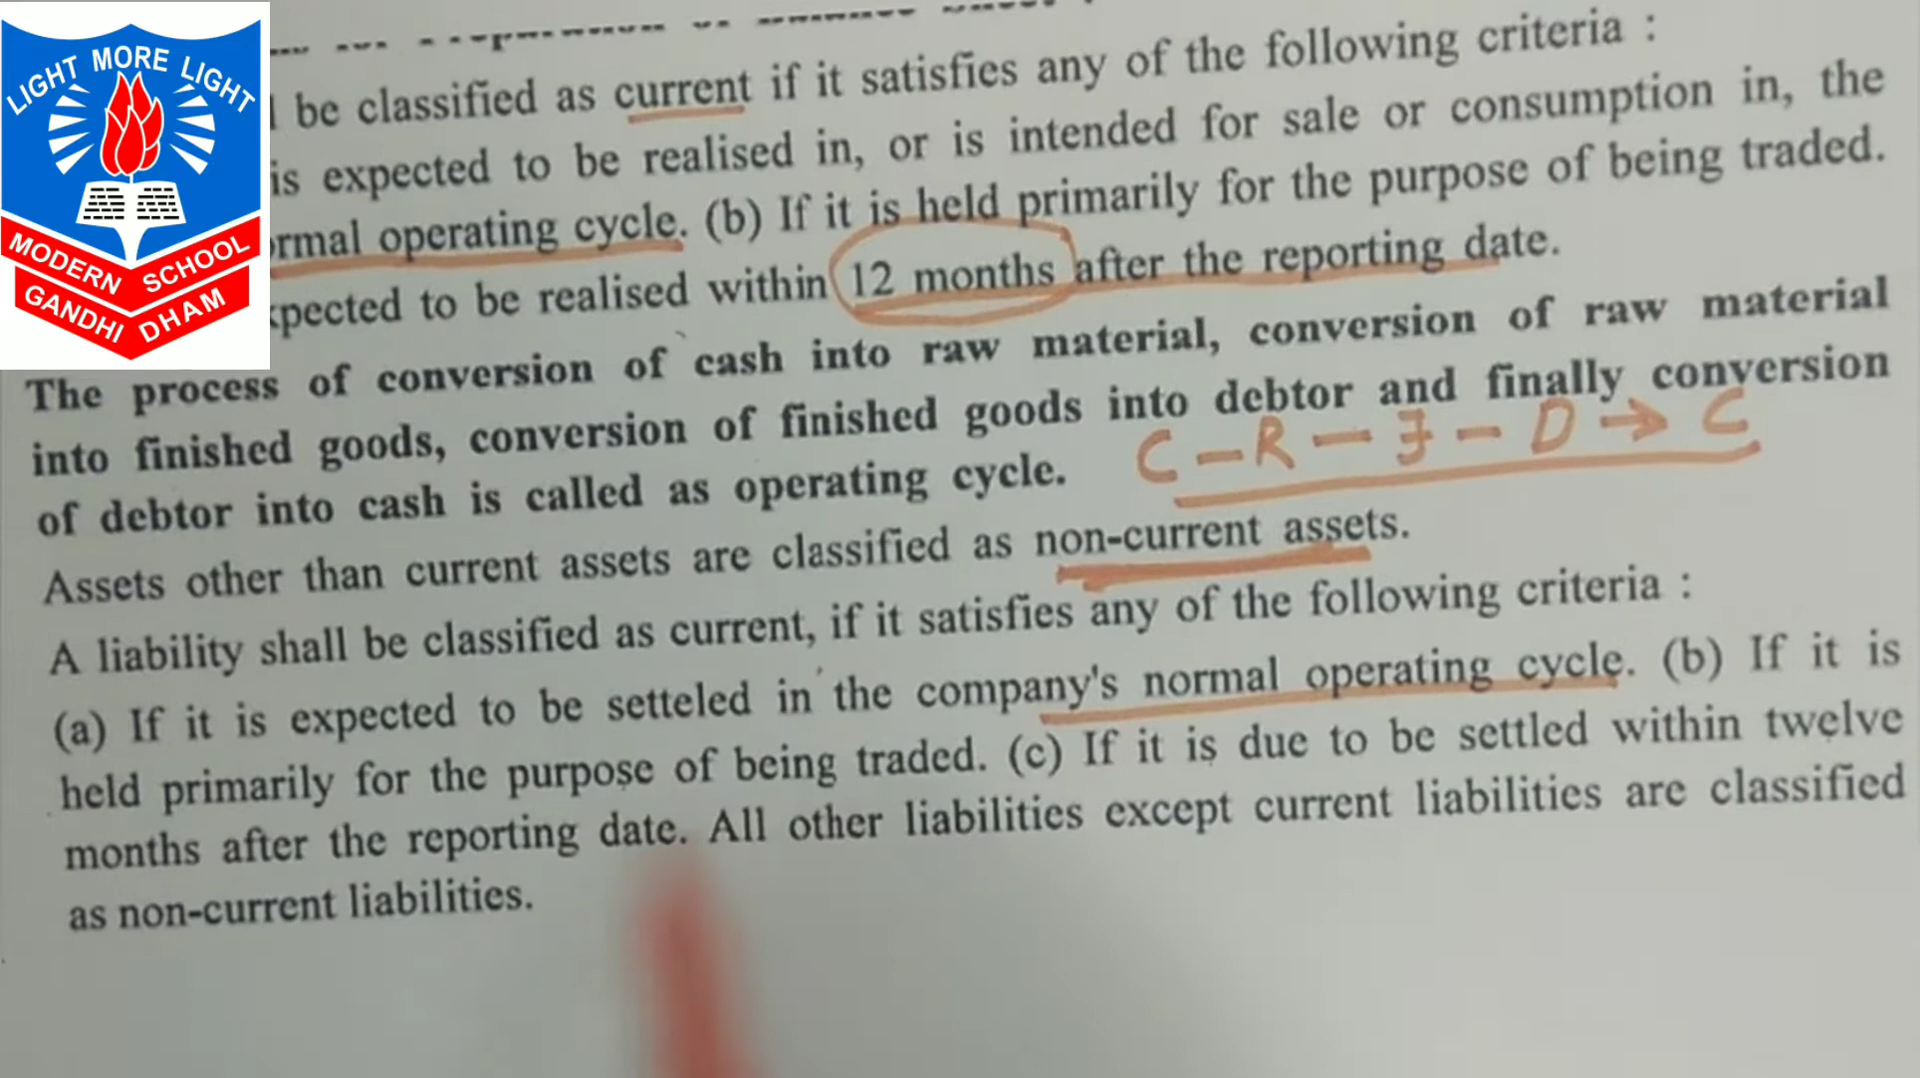 LIGHT MORE LIGHT
MODERN SCHOOL
GANDHI DHAM
be classified as current if it satisfies any of the following criteria :
is expected to be realised in, or is intended for sale or consumption in, the
operating cycle. (b) If it is held primarily for the purpose of being traded.
to be realised within 12 months after the reporting date.
The process of conversion of cash into raw material, conversion of raw material
into finished goods, conversion of finished goods into debtor and finally conversion
of debtor into cash is called as operating cycle.
C - R - F - D → C
Assets other than current assets are classified as non-current assets.
A liability shall be classified as current, if it satisfies any of the following criteria :
(a) If it is expected to be setteled in the company's normal operating cycle. (b) If it is
held primarily for the purpose of being traded. (c) If it is due to be settled within twelve
months after the reporting date. All other liabilities except current liabilities are classified
as non-current liabilities.